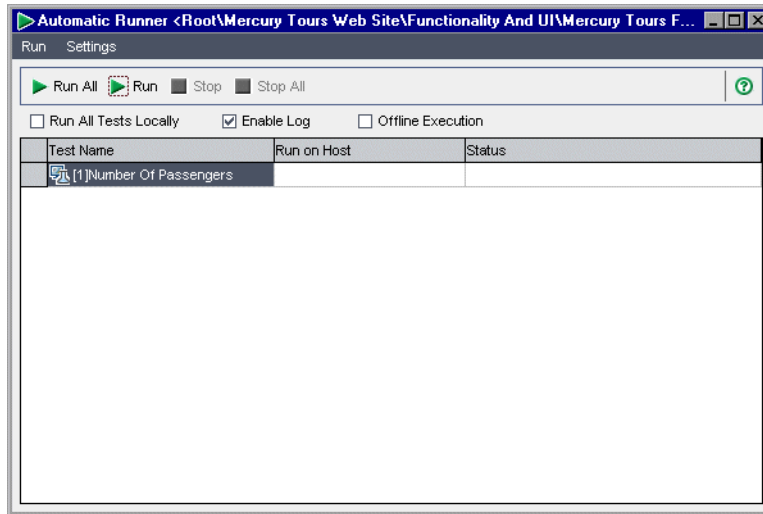 Automatic Runner <Root\Mercury Tours Web Site\Functionality And UI\Mercury Tours F...
Run Settings
Run All Run Stop Stop All
Run All Tests Locally Enable Log Offline Execution
Test Name Run on Host Status
[1]Number Of Passengers